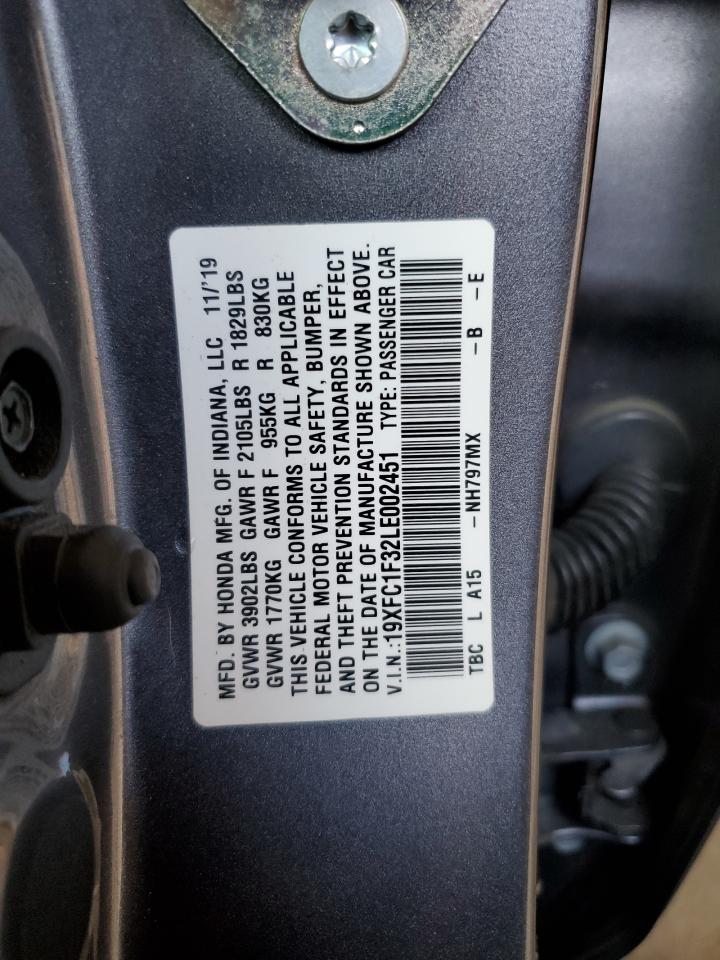 MFD. BY HONDA MFG. OF INDIANA, LLC 11/'19
GVWR 3902LBS GAWR F 2105LBS R 1829LBS
GVWR 1770KG GAWR F 955KG R 830KG
THIS VEHICLE CONFORMS TO ALL APPLICABLE
FEDERAL MOTOR VEHICLE SAFETY, BUMPER,
AND THEFT PREVENTION STANDARDS IN EFFECT
ON THE DATE OF MANUFACTURE SHOWN ABOVE.
V.I.N.:19XFC1F32LE002451 TYPE: PASSENGER CAR
TBC L A15 -NH797MX -B -E